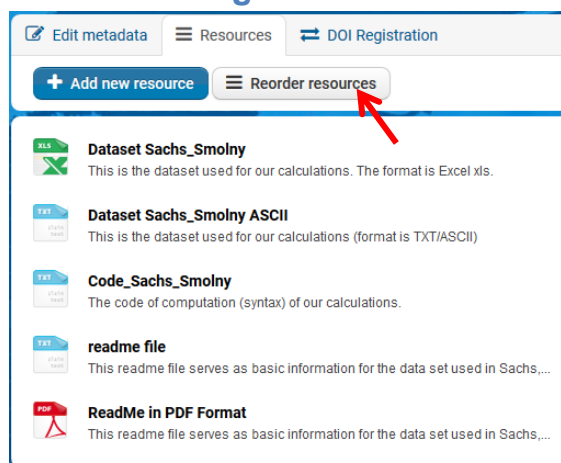 Edit metadata Resources DOI Registration
Add new resource Reorder resources
XLS
Dataset Sachs_Smolny
This is the dataset used for our calculations. The format is Excel xls.
TXT
Dataset Sachs_Smolny ASCII
This is the dataset used for our calculations (format is TXT/ASCII)
TXT
Code_Sachs_Smolny
The code of computation (syntax) of our calculations.
TXT
readme file
This readme file serves as basic information for the data set used in Sachs,...
PDF
ReadMe in PDF Format
This readme file serves as basic information for the data set used in Sachs,...